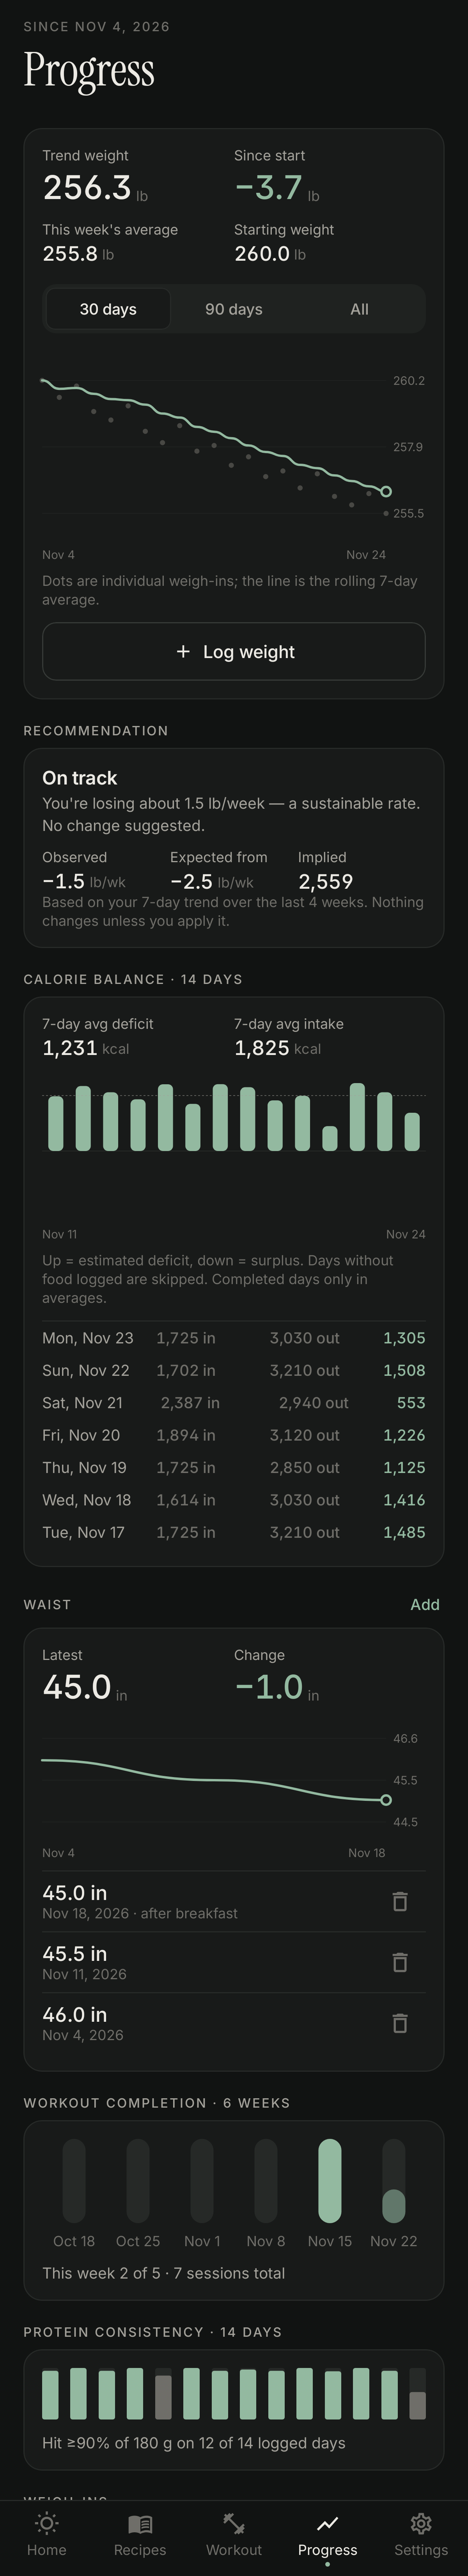 SINCE NOV 4, 2026
Progress
Trend weight
Since start
256.3 lb
−3.7 lb
This week's average
Starting weight
255.8 lb
260.0 lb
30 days
90 days
All
260.2
257.9
255.5
Nov 4
Nov 24
Dots are individual weigh-ins; the line is the rolling 7-day
average.
+ Log weight
RECOMMENDATION
On track
You're losing about 1.5 lb/week — a sustainable rate.
No change suggested.
Observed
Expected from
Implied
−1.5 lb/wk
−2.5 lb/wk
2,559
Based on your 7-day trend over the last 4 weeks. Nothing
changes unless you apply it.
CALORIE BALANCE · 14 DAYS
7-day avg deficit
7-day avg intake
1,231 kcal
1,825 kcal
Nov 11
Nov 24
Up = estimated deficit, down = surplus. Days without
food logged are skipped. Completed days only in
averages.
Mon, Nov 23 1,725 in 3,030 out 1,305
Sun, Nov 22 1,702 in 3,210 out 1,508
Sat, Nov 21 2,387 in 2,940 out 553
Fri, Nov 20 1,894 in 3,120 out 1,226
Thu, Nov 19 1,725 in 2,850 out 1,125
Wed, Nov 18 1,614 in 3,030 out 1,416
Tue, Nov 17 1,725 in 3,210 out 1,485
WAIST
Add
Latest
Change
45.0 in
−1.0 in
46.6
45.5
44.5
Nov 4
Nov 18
45.0 in
Nov 18, 2026 · after breakfast
45.5 in
Nov 11, 2026
46.0 in
Nov 4, 2026
WORKOUT COMPLETION · 6 WEEKS
Oct 18
Oct 25
Nov 1
Nov 8
Nov 15
Nov 22
This week 2 of 5 · 7 sessions total
PROTEIN CONSISTENCY · 14 DAYS
Hit ≥90% of 180 g on 12 of 14 logged days
Home
Recipes
Workout
Progress
Settings